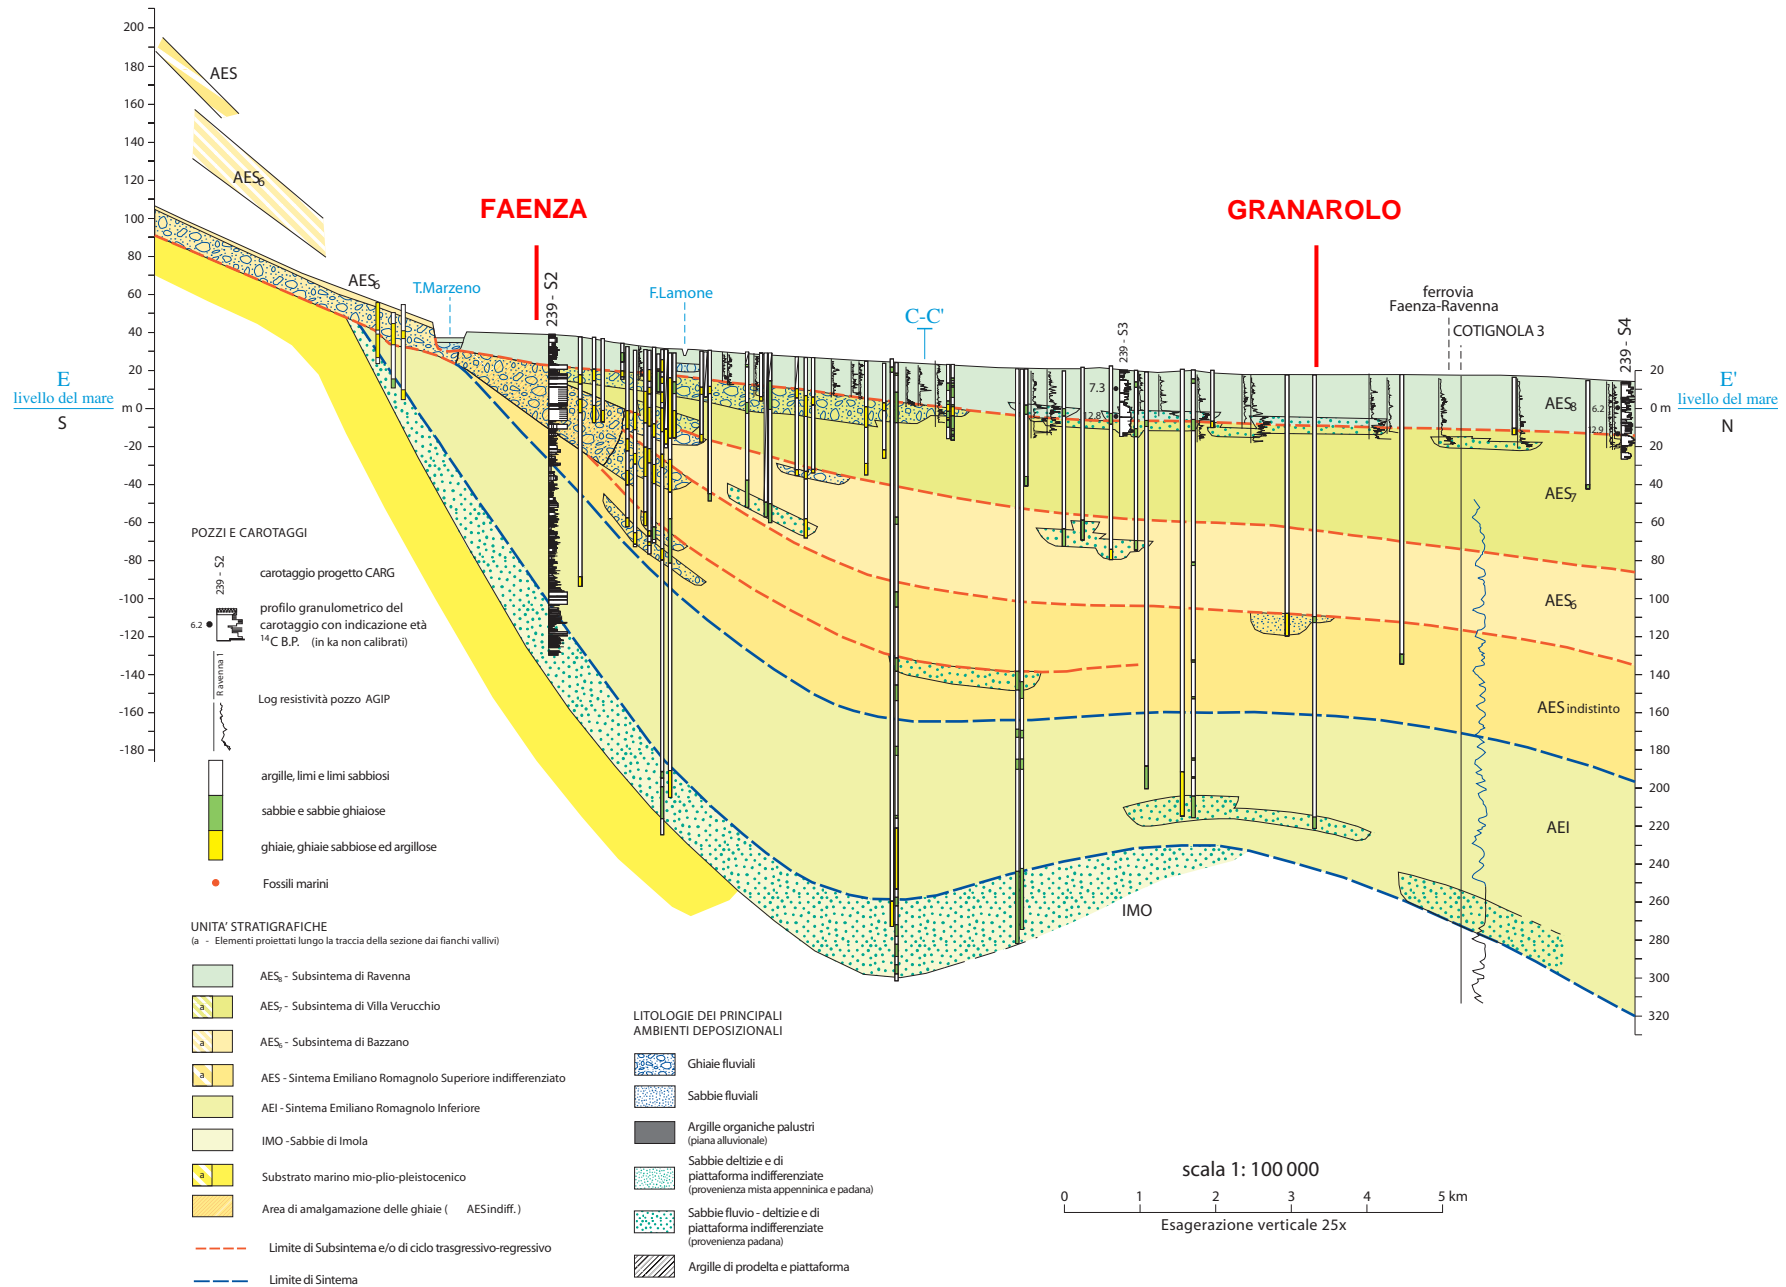 200
180
160
140
120
100
80
60
40
20
m 0
20
40
60
80
-100
-120
-140
-160
-180
E
livello del mare
S
AES
AES6
AES6
T.Marzeno
FAENZA
239 - S2
F.Lamone
C-C'
239 - S3
7.3
12.8
GRANAROLO
ferrovia
Faenza-Ravenna
COTIGNOLA 3
239 - S4
6.2
12.9
20
0 m
20
40
60
80
100
120
140
160
180
200
220
240
260
280
300
320
E'
livello del mare
N
AES8
AES7
AES6
AES indistinto
AEI
IMO
POZZI E CAROTAGGI
239 - S2
carotaggio progetto CARG
6.2
profilo granulometrico del
carotaggio con indicazione età
14C B.P. (in ka non calibrati)
Ravenna 1
Log resistività pozzo AGIP
argille, limi e limi sabbiosi
sabbie e sabbie ghiaiose
ghiaie, ghiaie sabbiose ed argillose
Fossili marini
UNITA' STRATIGRAFICHE
(a - Elementi proiettati lungo la traccia della sezione dai fianchi vallivi)
AES8 - Subsintema di Ravenna
a AES7 - Subsintema di Villa Verucchio
a AES6 - Subsintema di Bazzano
a AES - Sintema Emiliano Romagnolo Superiore indifferenziato
AEI - Sintema Emiliano Romagnolo Inferiore
IMO - Sabbie di Imola
a Substrato marino mio-plio-pleistocenico
Area di amalgamazione delle ghiaie ( AES indiff.)
Limite di Subsintema e/o di ciclo trasgressivo-regressivo
Limite di Sintema
LITOLOGIE DEI PRINCIPALI
AMBIENTI DEPOSIZIONALI
Ghiaie fluviali
Sabbie fluviali
Argille organiche palustri
(piana alluvionale)
Sabbie deltizie e di
piattaforma indifferenziate
(provenienza mista appenninica e padana)
Sabbie fluvio - deltizie e di
piattaforma indifferenziate
(provenienza padana)
Argille di prodelta e piattaforma
scala 1: 100 000
0 1 2 3 4 5 km
Esagerazione verticale 25x